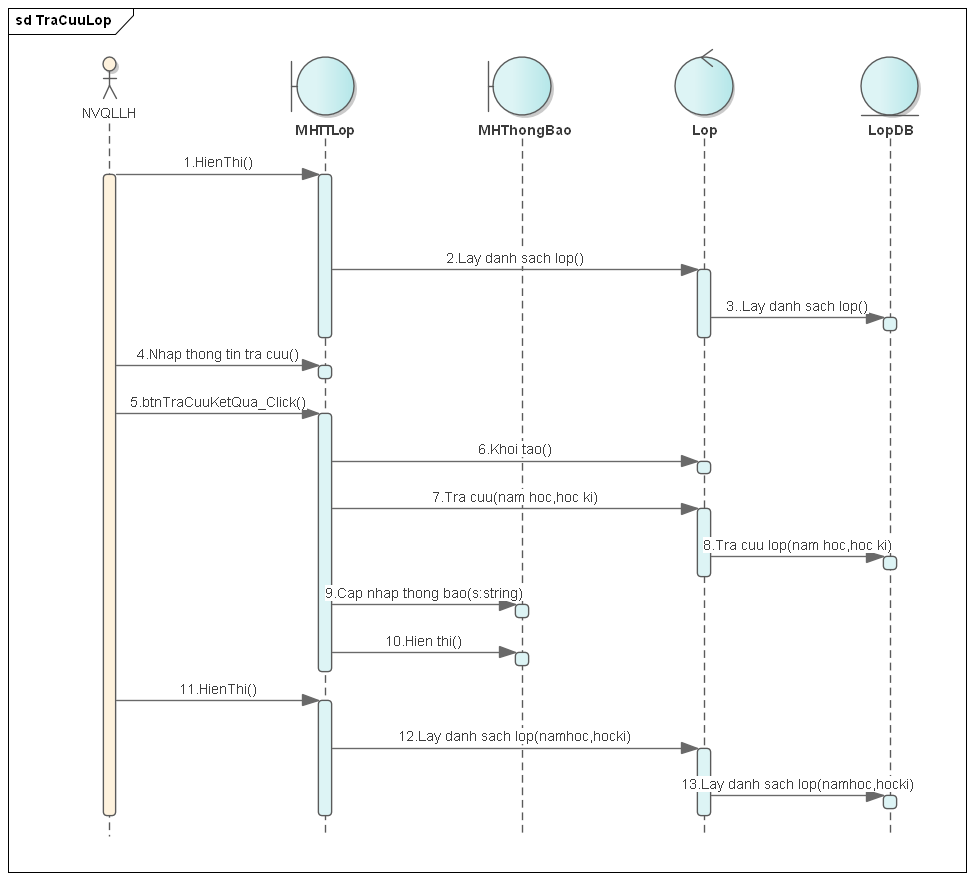 sd TraCuuLop
NVQLLH
MHTTLop
MHThongBao
Lop
LopDB
1.HienThi()
2.Lay danh sach lop()
3..Lay danh sach lop()
4.Nhap thong tin tra cuu()
5.btnTraCuuKetQua_Click()
6.Khoi tao()
7.Tra cuu(nam hoc,hoc ki)
8.Tra cuu lop(nam hoc,hoc ki)
9.Cap nhap thong bao(s:string)
10.Hien thi()
11.HienThi()
12.Lay danh sach lop(namhoc,hocki)
13.Lay danh sach lop(namhoc,hocki)